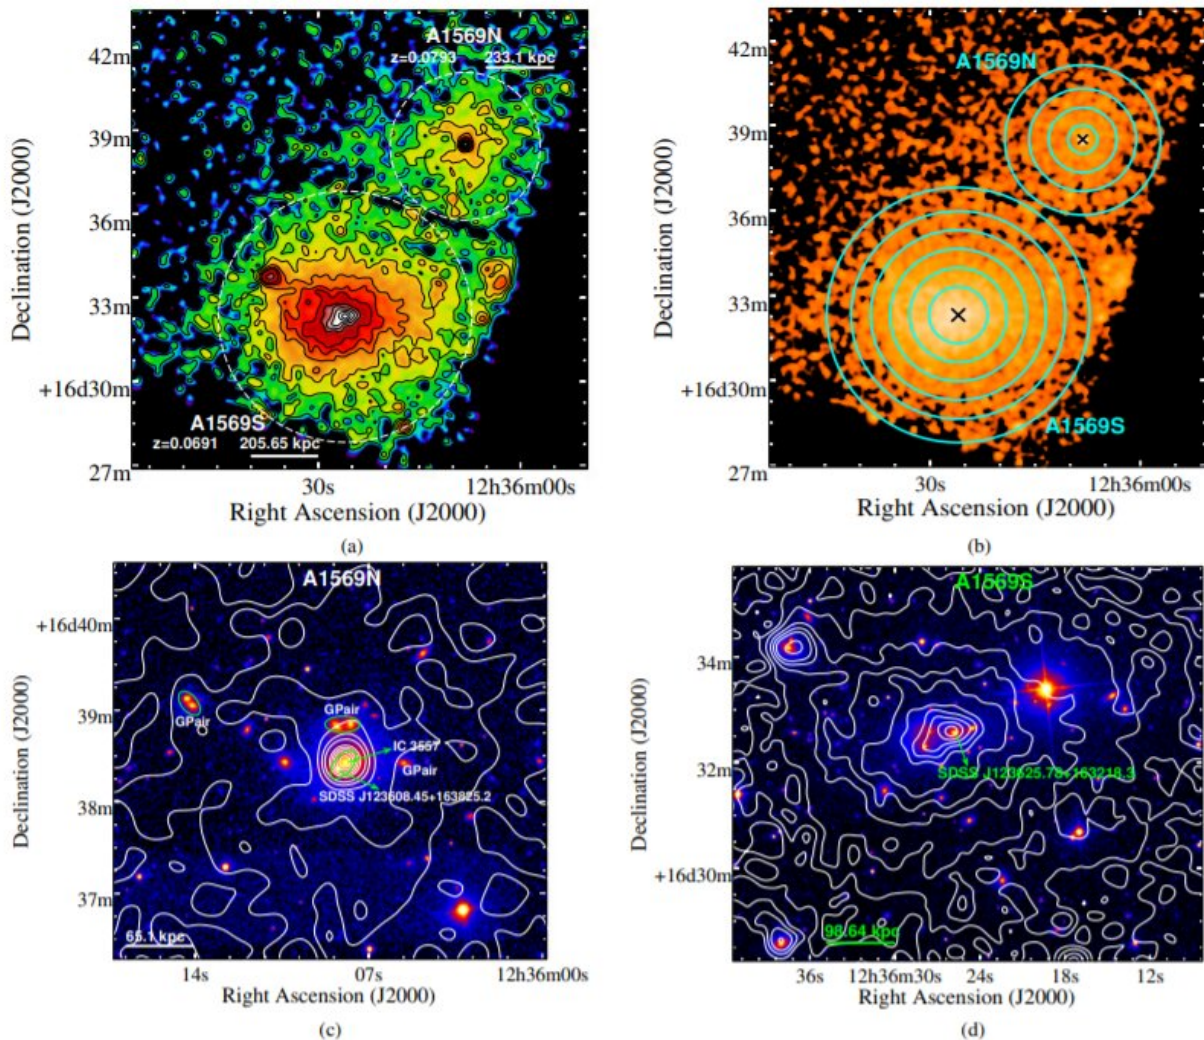 A1569N
z=0.0793 233.1 kpc
42m
39m
36m
33m
+16d30m
27m
Declination (J2000)
A1569S
z=0.0691 205.65 kpc
30s 12h36m00s
Right Ascension (J2000)
(a)
A1569N
42m
39m
36m
33m
+16d30m
27m
Declination (J2000)
A1569S
30s 12h36m00s
Right Ascension (J2000)
(b)
A1569N
+16d40m
39m
38m
37m
Declination (J2000)
GPair
GPair
IC 3557
GPair
SDSS J123608.45+163825.2
65.1 kpc
14s 07s 12h36m00s
Right Ascension (J2000)
(c)
A1569S
34m
32m
+16d30m
Declination (J2000)
SDSS J123625.78+163218.3
98.64 kpc
36s 12h36m30s 24s 18s 12s
Right Ascension (J2000)
(d)